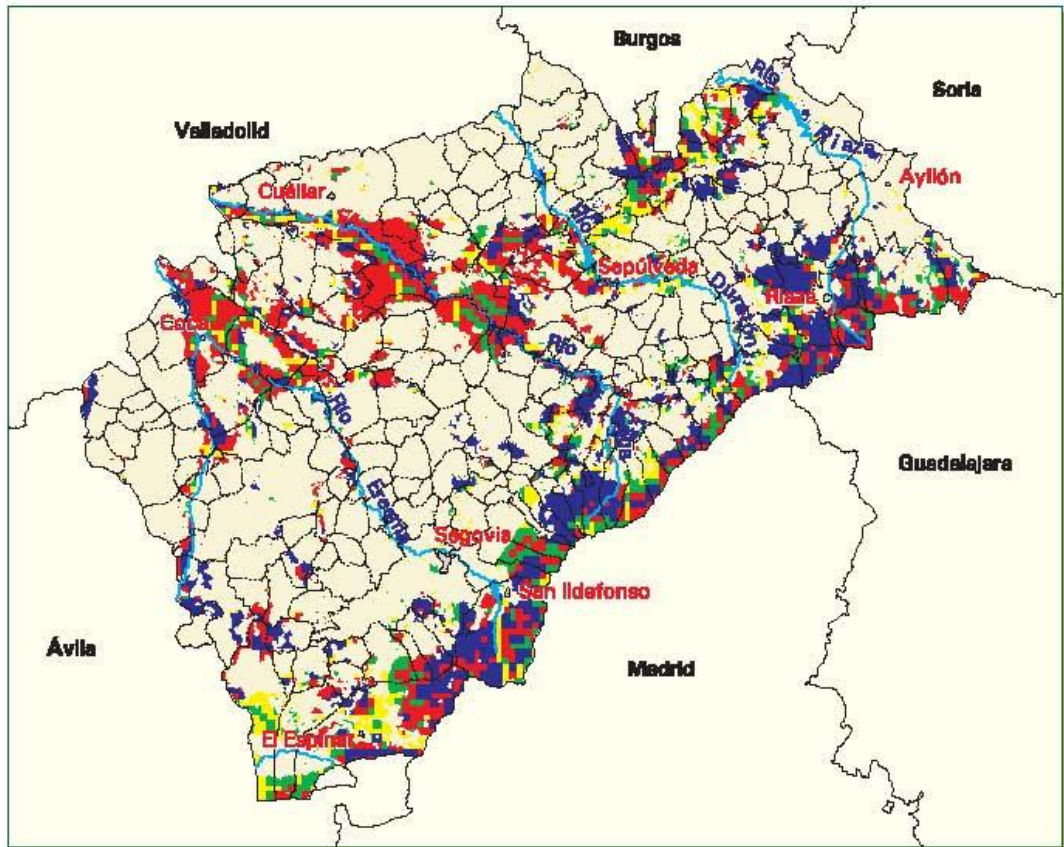 Burgos
Soria
Valladolid
Río
Riaza
Ayllón
Cuéllar
Río
Sepúlveda
Duratón
Riaza
Coca
Río
Río
Eresma
Segovia
San Ildefonso
Guadalajara
Ávila
Madrid
El Espinar